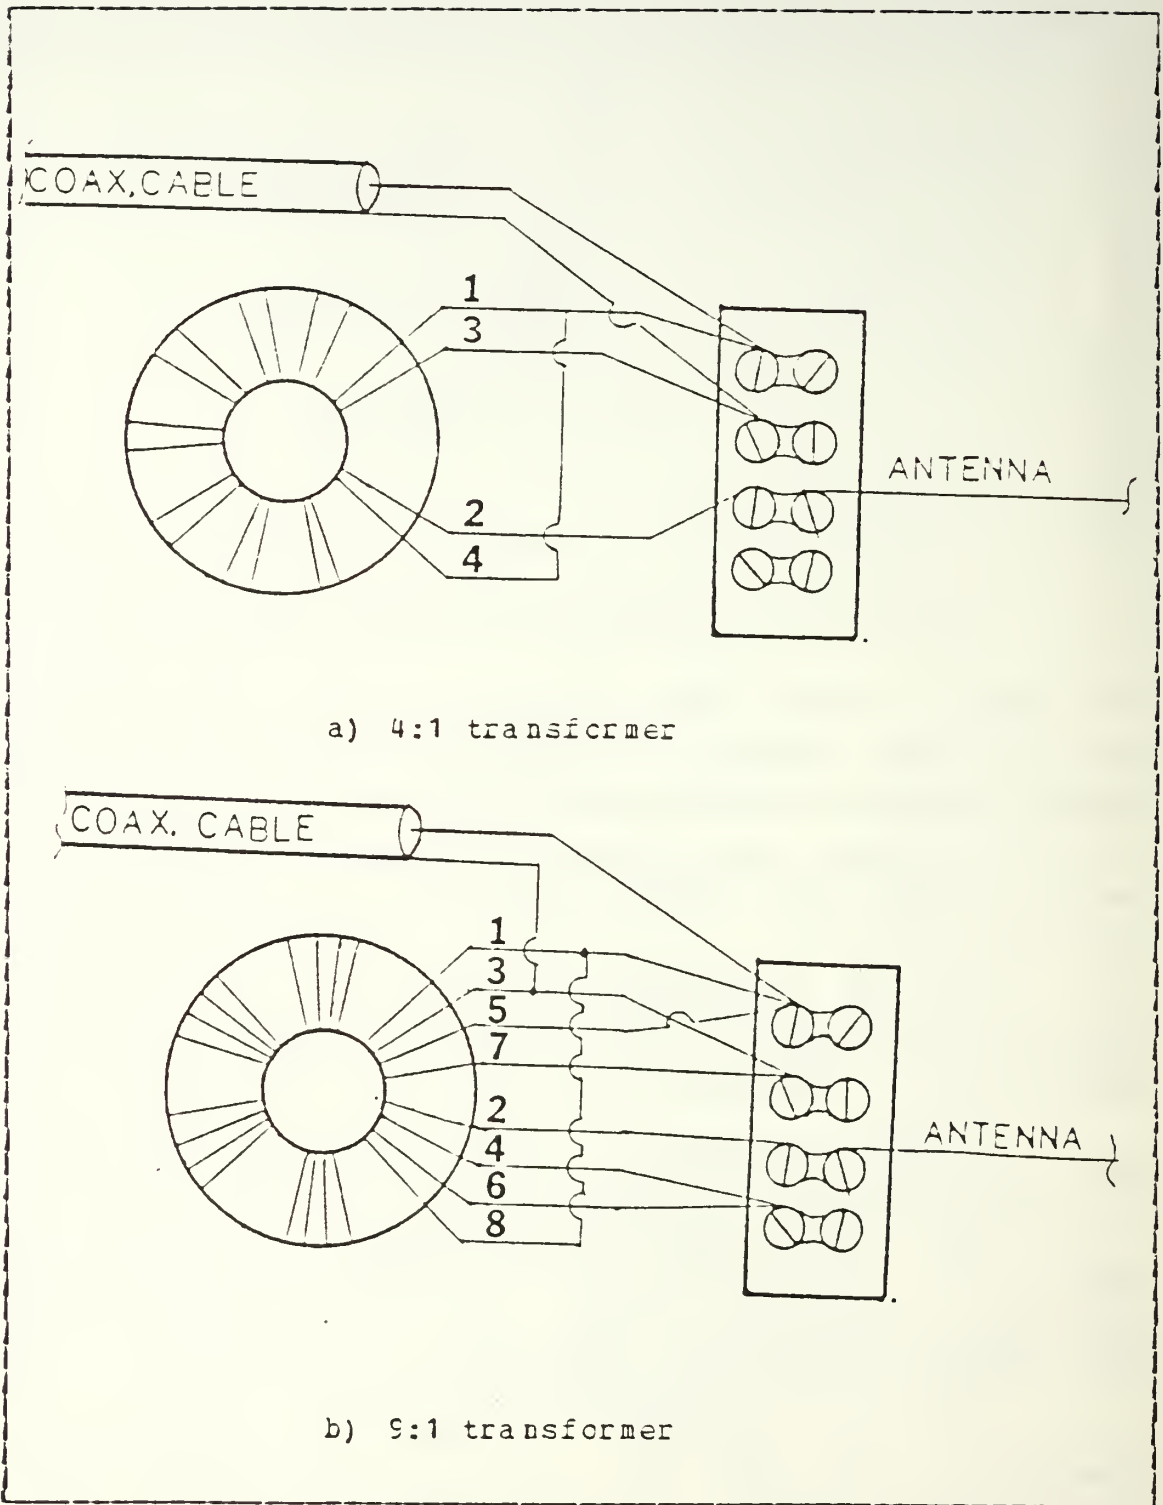 COAX. CABLE
1
3
ANTENNA
2
4
a) 4:1 transformer
COAX. CABLE
1
3
5
7
2
ANTENNA
4
6
8
b) 9:1 transformer